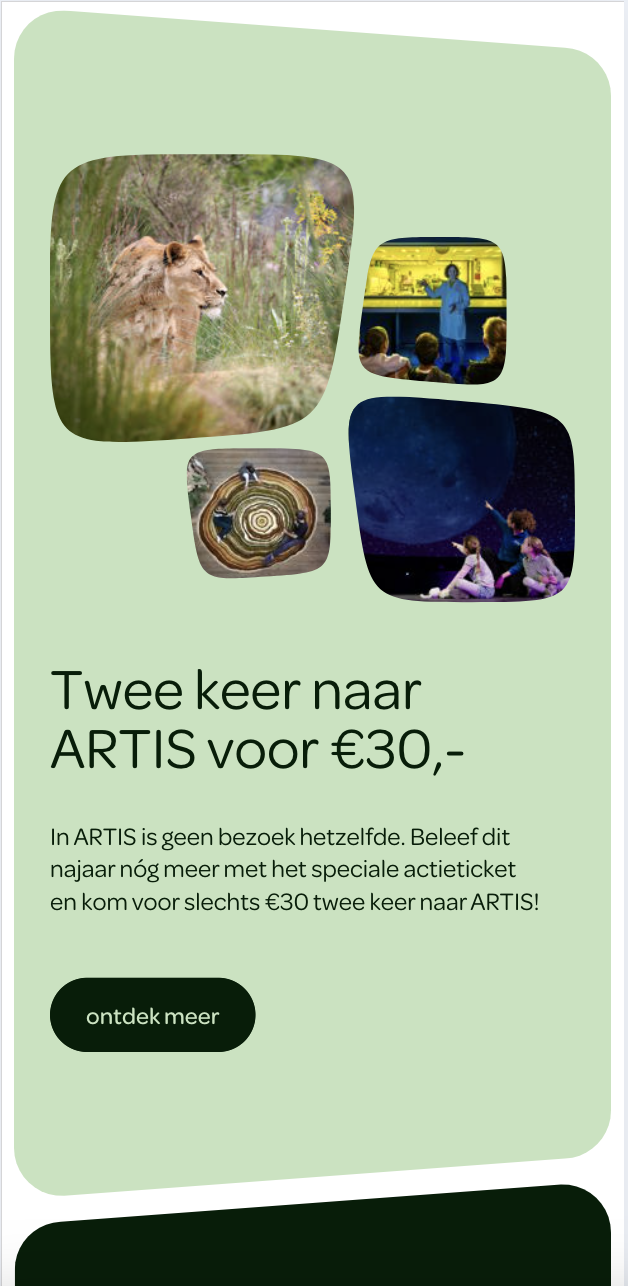 Twee keer naar
ARTIS voor €30,-
In ARTIS is geen bezoek hetzelfde. Beleef dit
najaar nóg meer met het speciale actieticket
en kom voor slechts €30 twee keer naar ARTIS!
ontdek meer